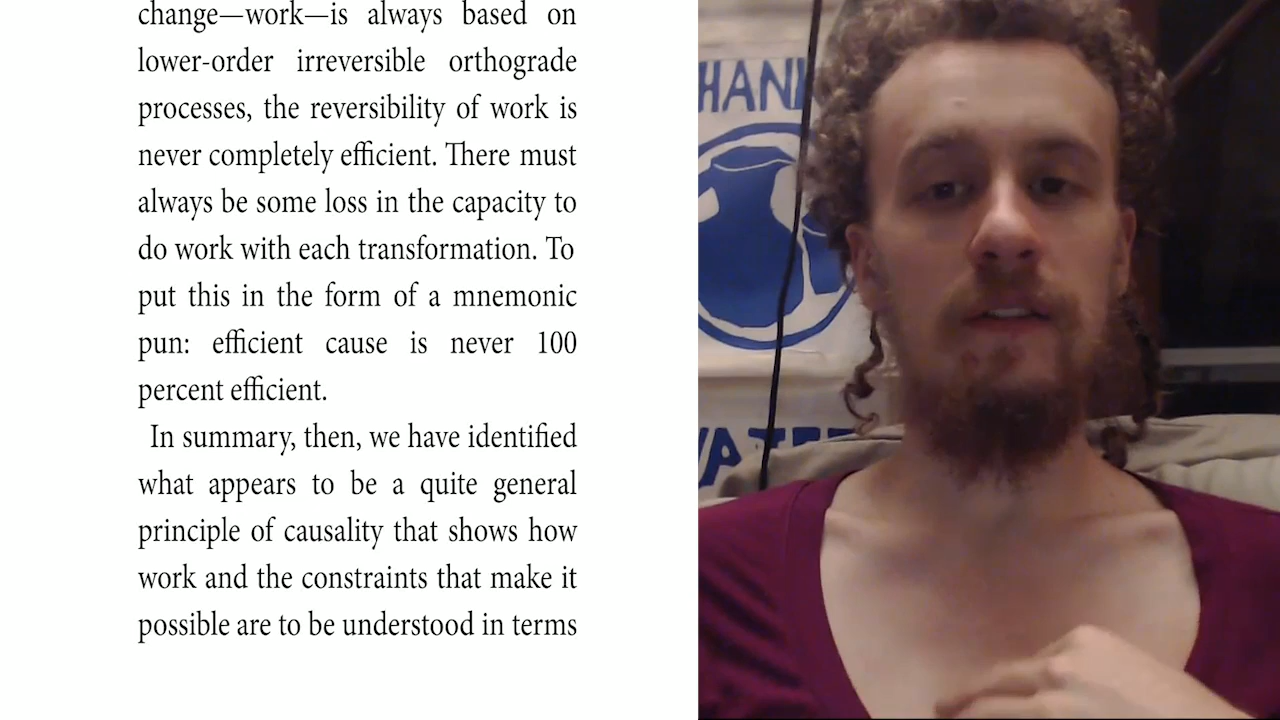 change—work—is always based on
lower-order irreversible orthograde
processes, the reversibility of work is
never completely efficient. There must
always be some loss in the capacity to
do work with each transformation. To
put this in the form of a mnemonic
pun: efficient cause is never 100
percent efficient.
In summary, then, we have identified
what appears to be a quite general
principle of causality that shows how
work and the constraints that make it
possible are to be understood in terms